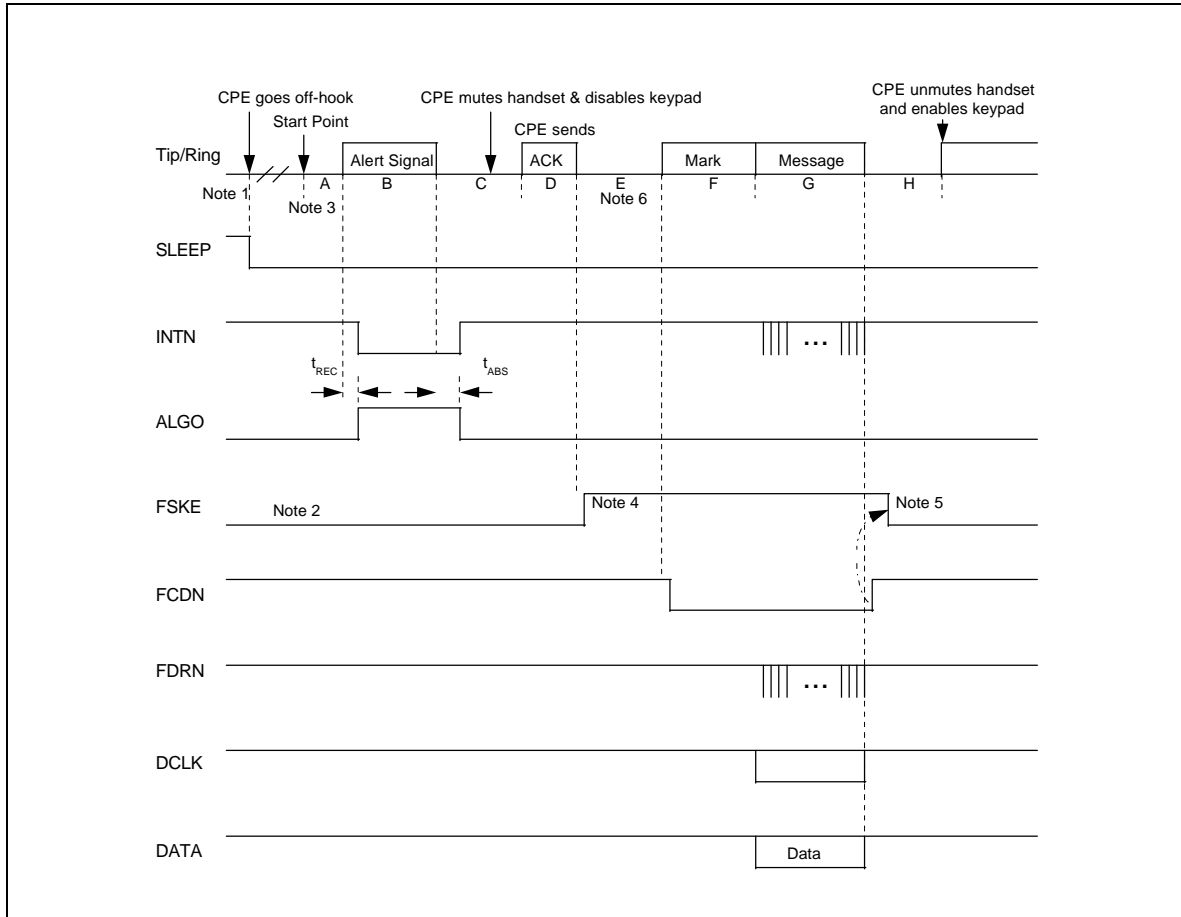 CPE goes off-hook
CPE mutes handset & disables keypad
CPE unmutes handset
and enables keypad
Start Point
CPE sends
Tip/Ring
Alert Signal
ACK
Mark
Message
A
B
C
D
E
F
G
H
Note 1
Note 3
Note 6
SLEEP
INTN
...
tREC
tABS
ALGO
FSKE
Note 2
Note 4
Note 5
FCDN
FDRN
...
DCLK
DATA
Data